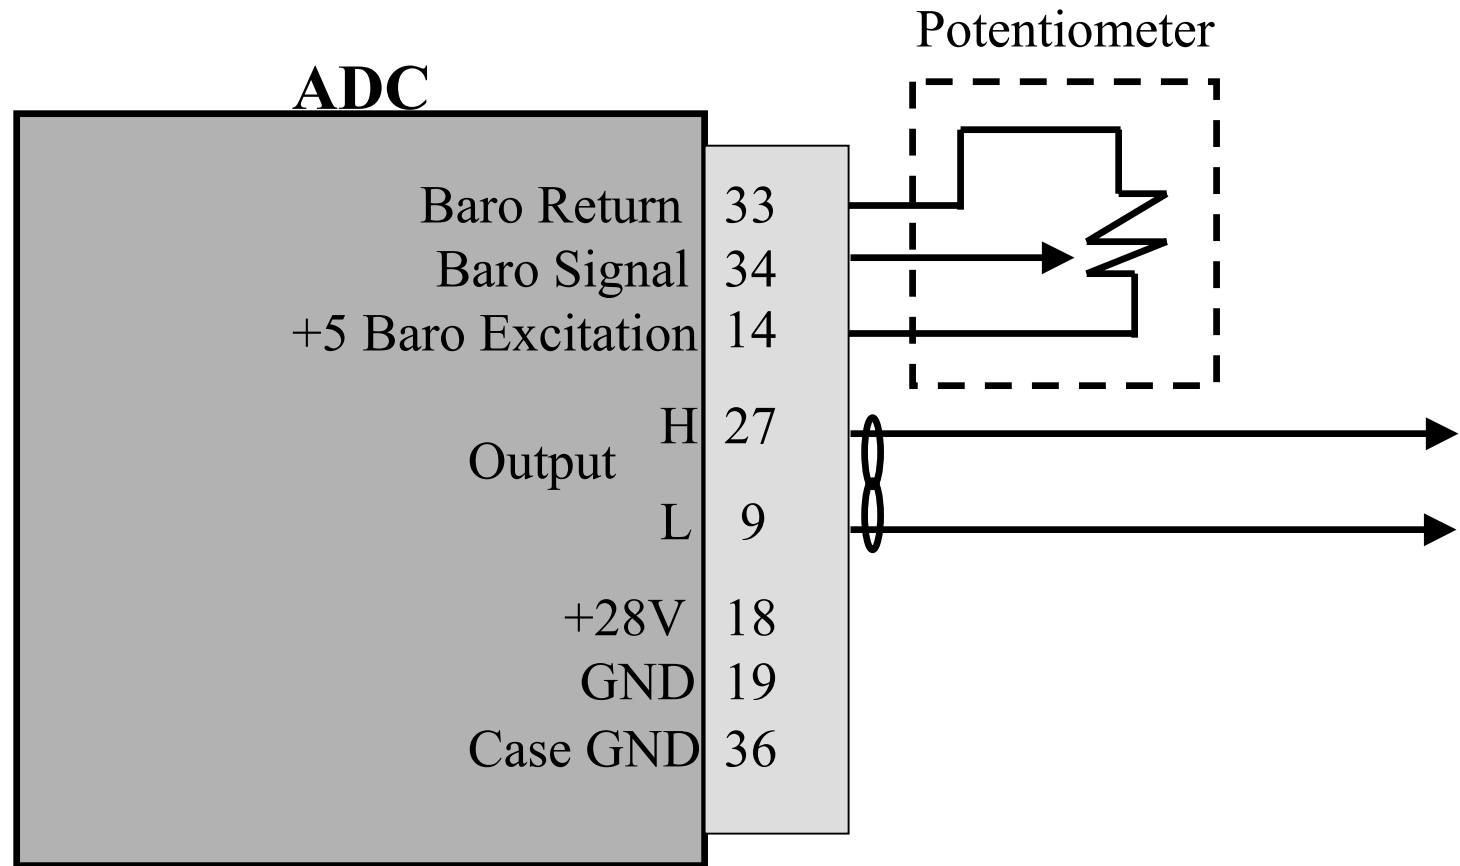 Potentiometer
ADC
Baro Return 33
Baro Signal 34
+5 Baro Excitation 14
H 27
Output
L 9
+28V 18
GND 19
Case GND 36